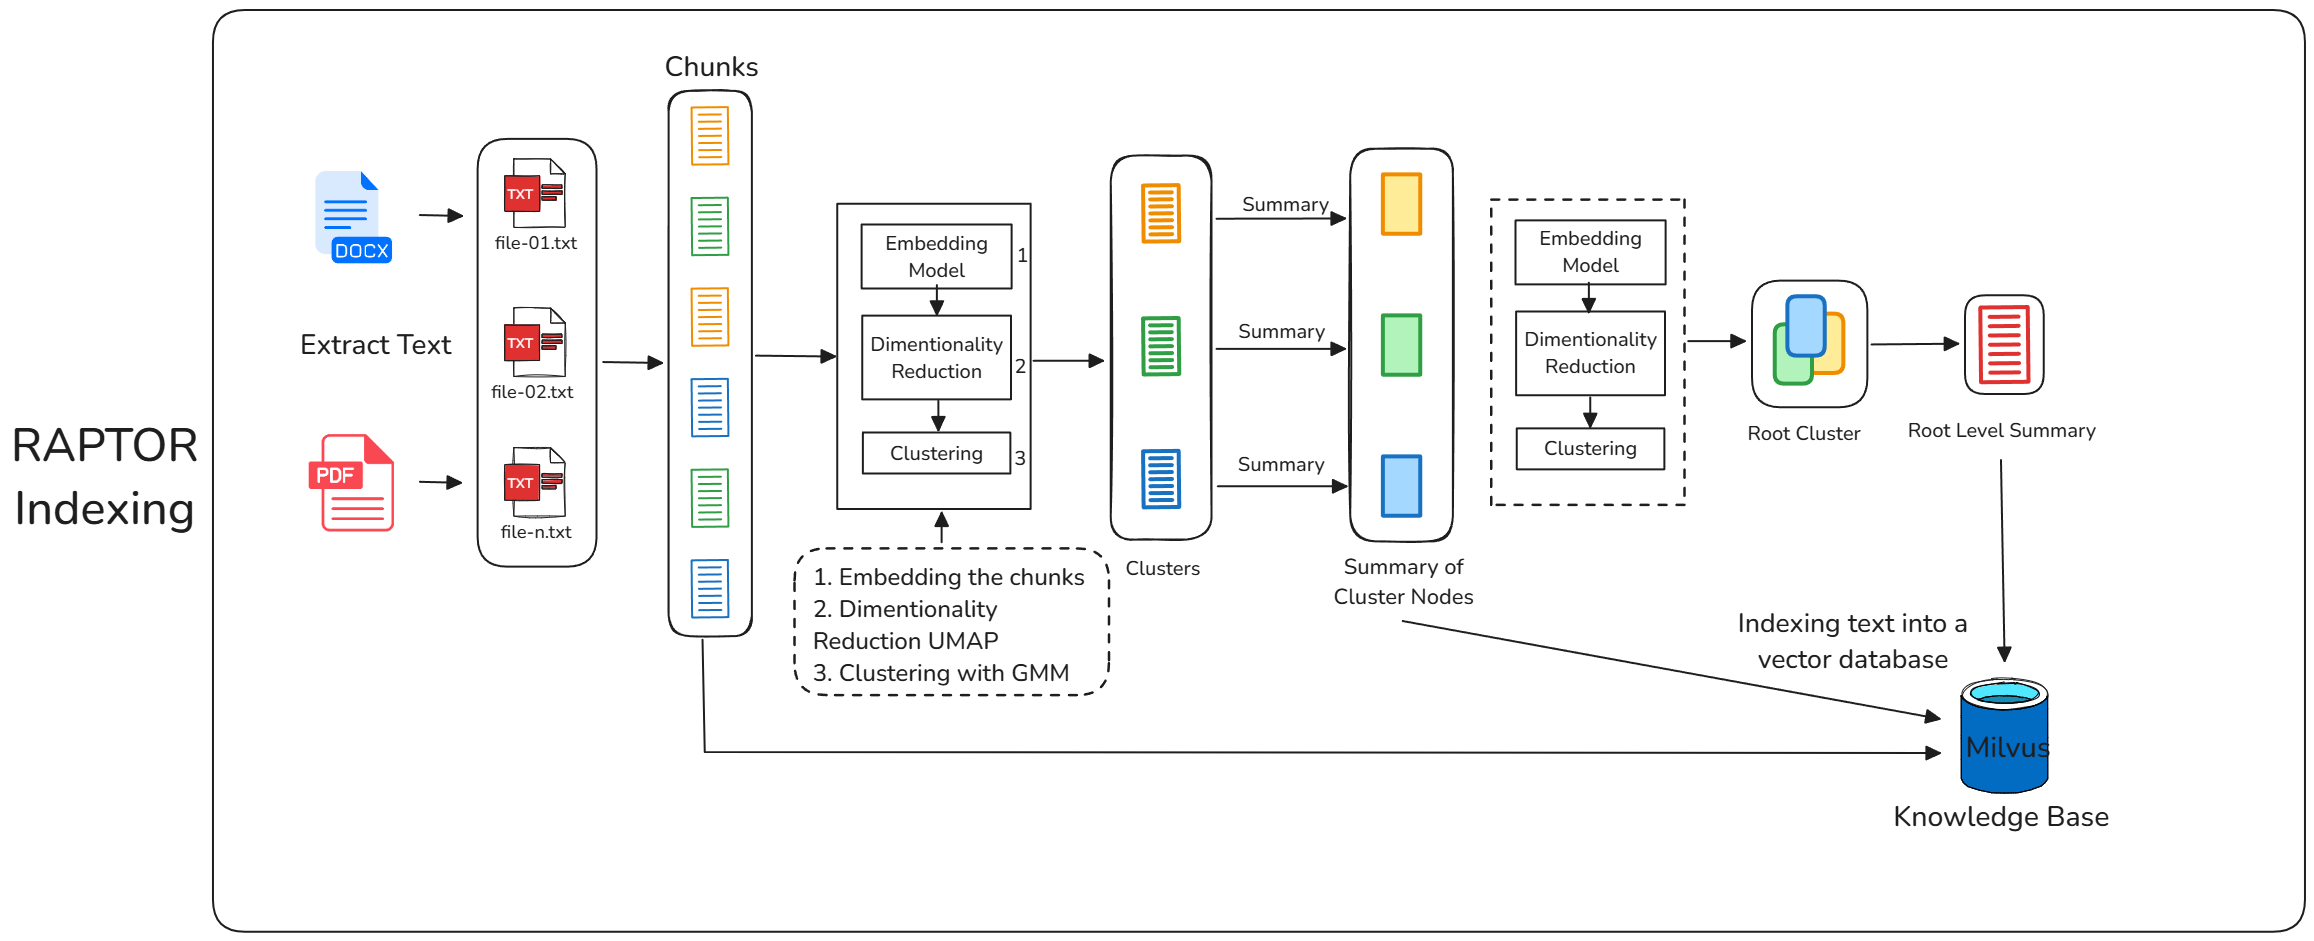 RAPTOR
Indexing
DOCX
Extract Text
PDF
TXT
file-01.txt
TXT
file-02.txt
TXT
file-n.txt
Chunks
Embedding
Model
1
Dimentionality
Reduction
2
Clustering
3
1. Embedding the chunks
2. Dimentionality
Reduction UMAP
3. Clustering with GMM
Clusters
Summary
Summary
Summary
Summary of
Cluster Nodes
Embedding
Model
Dimentionality
Reduction
Clustering
Root Cluster
Root Level Summary
Indexing text into a
vector database
Milvus
Knowledge Base